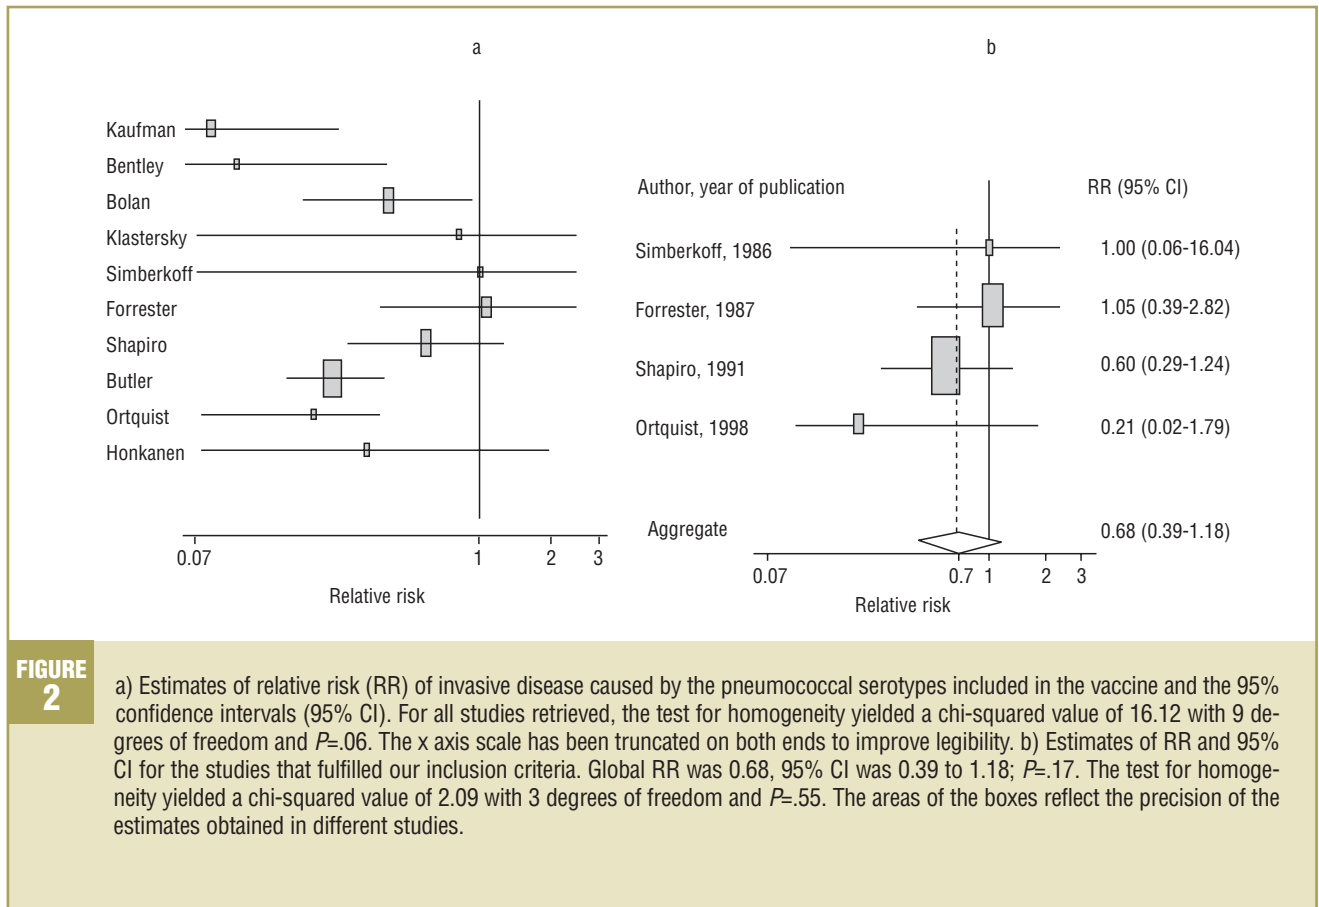 a
Kaufman
Bentley
Bolan
Klastersky
Simberkoff
Forrester
Shapiro
Butler
Ortquist
Honkanen
0.07 1 2 3
Relative risk
b
Author, year of publication RR (95% CI)
Simberkoff, 1986 1.00 (0.06-16.04)
Forrester, 1987 1.05 (0.39-2.82)
Shapiro, 1991 0.60 (0.29-1.24)
Ortquist, 1998 0.21 (0.02-1.79)
Aggregate 0.68 (0.39-1.18)
0.07 0.7 1 2 3
Relative risk
FIGURE
2
a) Estimates of relative risk (RR) of invasive disease caused by the pneumococcal serotypes included in the vaccine and the 95%
confidence intervals (95% CI). For all studies retrieved, the test for homogeneity yielded a chi-squared value of 16.12 with 9 de-
grees of freedom and P=.06. The x axis scale has been truncated on both ends to improve legibility. b) Estimates of RR and 95%
CI for the studies that fulfilled our inclusion criteria. Global RR was 0.68, 95% CI was 0.39 to 1.18; P=.17. The test for homoge-
neity yielded a chi-squared value of 2.09 with 3 degrees of freedom and P=.55. The areas of the boxes reflect the precision of the
estimates obtained in different studies.